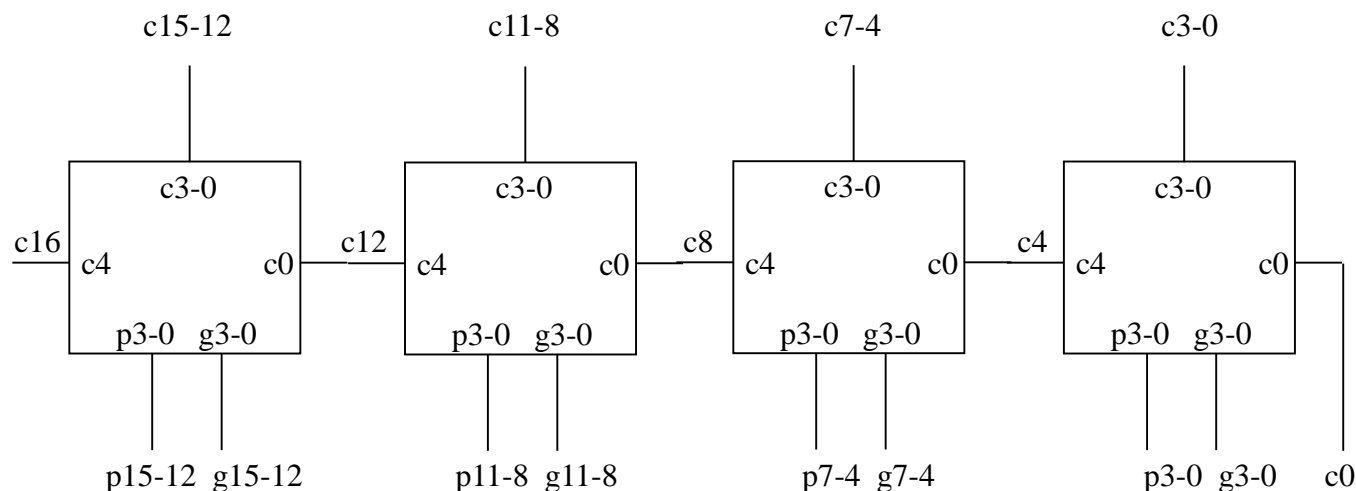 c15-12 c11-8 c7-4 c3-0
c3-0 c3-0 c3-0 c3-0
c16 c4 c0 c12 c4 c0 c8 c4 c0 c4 c4 c0
p3-0 g3-0 p3-0 g3-0 p3-0 g3-0 p3-0 g3-0
p15-12 g15-12 p11-8 g11-8 p7-4 g7-4 p3-0 g3-0 c0